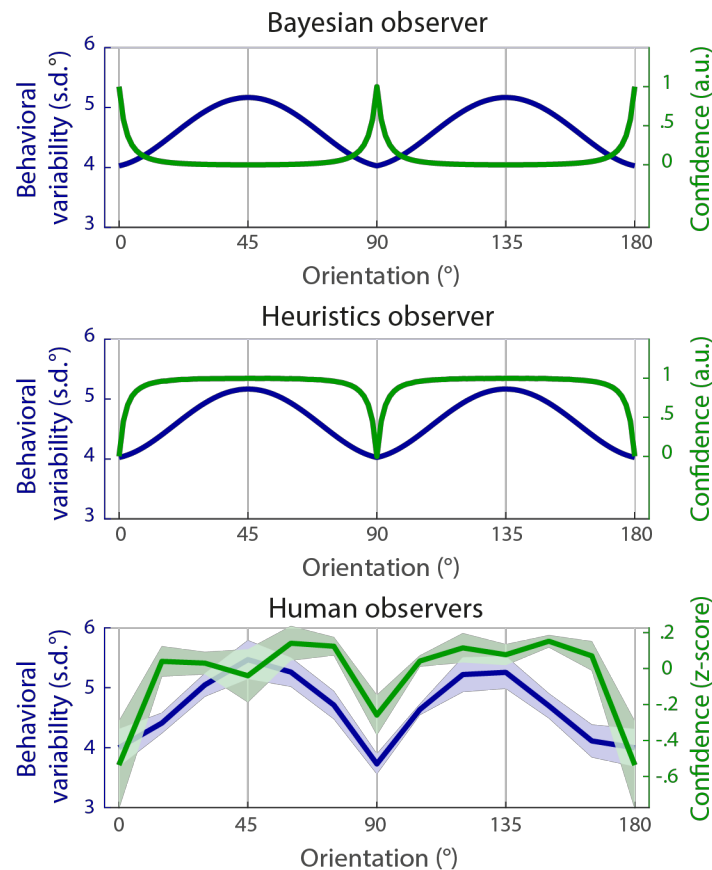 Bayesian observer
Behavioral
variability (s.d.°)
6
5
4
3
1
.5
0
Confidence (a.u.)
0 45 90 135 180
Orientation (°)
Heuristics observer
Behavioral
variability (s.d.°)
6
5
4
3
1
.5
0
Confidence (a.u.)
0 45 90 135 180
Orientation (°)
Human observers
Behavioral
variability (s.d.°)
6
5
4
3
.2
0
-.2
-.4
-.6
Confidence (z-score)
0 45 90 135 180
Orientation (°)